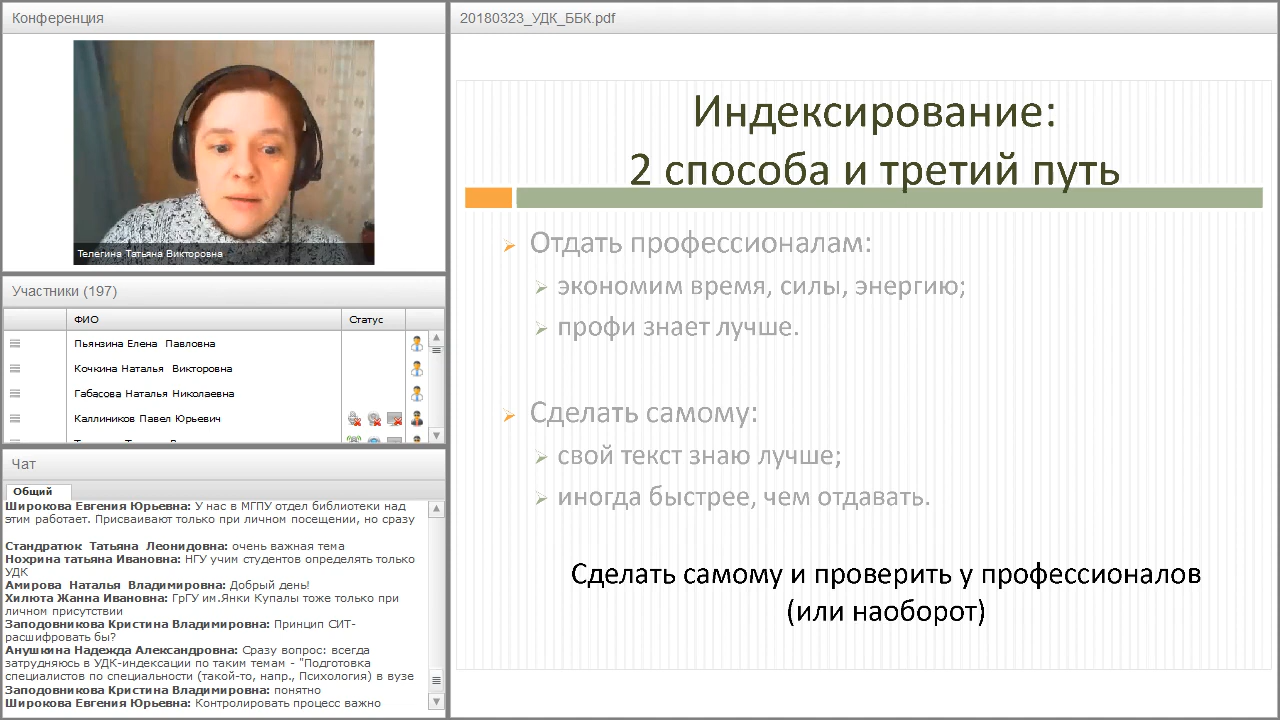 Конференция
Телегина Татьяна Викторовна
Участники (197)
ФИО
Статус
Пынзина Елена Павловна
Кочкина Наталья Викторовна
Габасова Наталья Николаевна
Каллиников Павел Юрьевич
Чат
Общий
Широкова Евгения Юрьевна: У нас в МГПУ отдел библиотеки над
этим работает. Присваивают только при личном посещении, но сразу
Стандратюк Татьяна Леонидовна: очень важная тема
Нохрина татьяна Ивановна: НГУ учим студентов определять только
УДК
Амирова Наталья Владимировна: Добрый день!
Хилюта Жанна Ивановна: ГрГУ им.Янки Купалы тоже только при
личном присутствии
Заподовникова Кристина Владимировна: Принцип СИТ-
расшифровать бы?
Анушкина Надежда Александровна: Сразу вопрос: всегда
затрудняюсь в УДК-индексации по таким темам - "Подготовка
специалистов по специальности (такой-то, напр., Психология) в вузе
Заподовникова Кристина Владимировна: понятно
Широкова Евгения Юрьевна: Контролировать процесс важно
20180323_УДК_ББК.pdf
Индексирование:
2 способа и третий путь
Отдать профессионалам:
экономим время, силы, энергию;
профи знает лучше.
Сделать самому:
свой текст знаю лучше;
иногда быстрее, чем отдавать.
Сделать самому и проверить у профессионалов
(или наоборот)